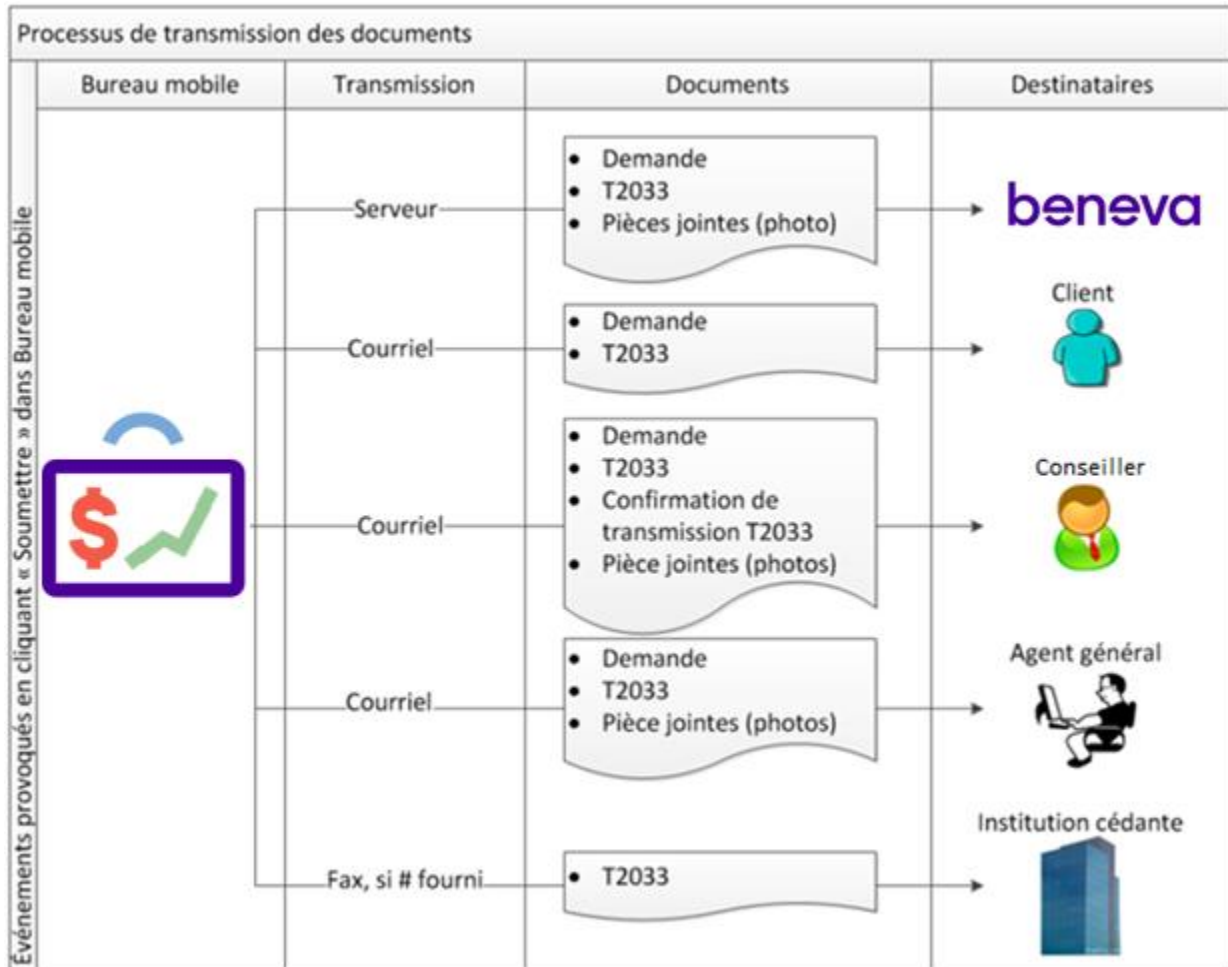 Processus de transmission des documents
Bureau mobile
Transmission
Documents
Destinataires
Événements provoqués en cliquant « Soumettre » dans Bureau mobile
Serveur
• Demande
• T2033
• Pièces jointes (photo)
beneva
Courriel
• Demande
• T2033
Client
Courriel
• Demande
• T2033
• Confirmation de
transmission T2033
• Pièce jointes (photos)
Conseiller
Courriel
• Demande
• T2033
• Pièce jointes (photos)
Agent général
Fax, si # fourni
• T2033
Institution cédante
$